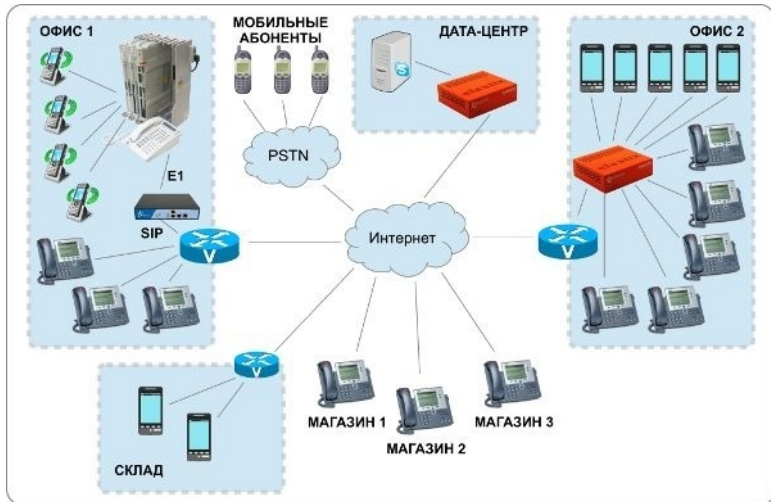 ОФИС 1
МОБИЛЬНЫЕ
АБОНЕНТЫ
ДАТА-ЦЕНТР
ОФИС 2
PSTN
E1
SIP
Интернет
V
V
V
МАГАЗИН 1
МАГАЗИН 2
МАГАЗИН 3
СКЛАД